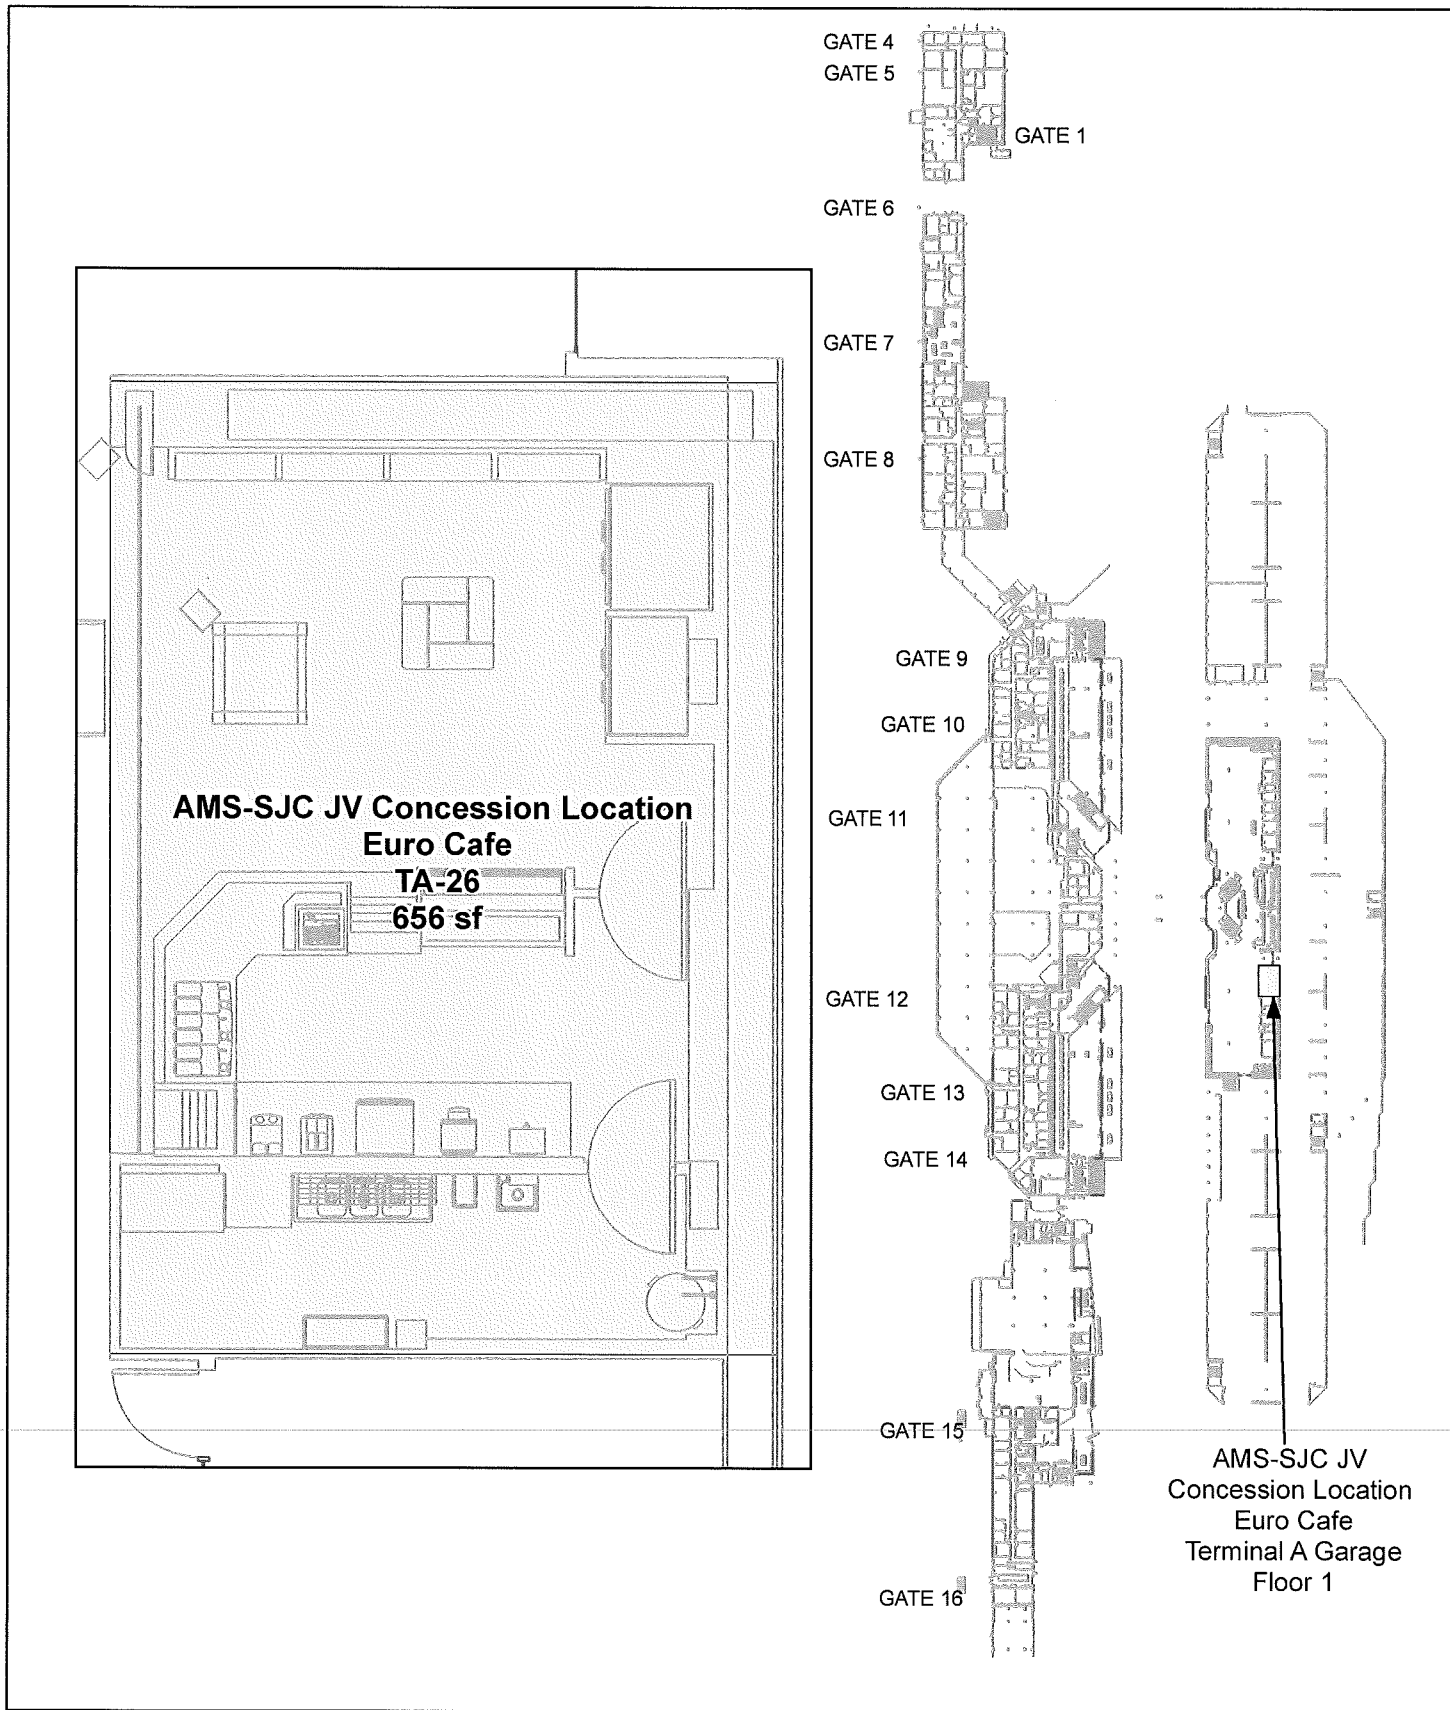 GATE 4
GATE 5
GATE 1
GATE 6
GATE 7
GATE 8
GATE 9
GATE 10
GATE 11
GATE 12
GATE 13
GATE 14
GATE 15
GATE 16
AMS-SJC JV Concession Location
Euro Cafe
TA-26
656 sf
AMS-SJC JV
Concession Location
Euro Cafe
Terminal A Garage
Floor 1